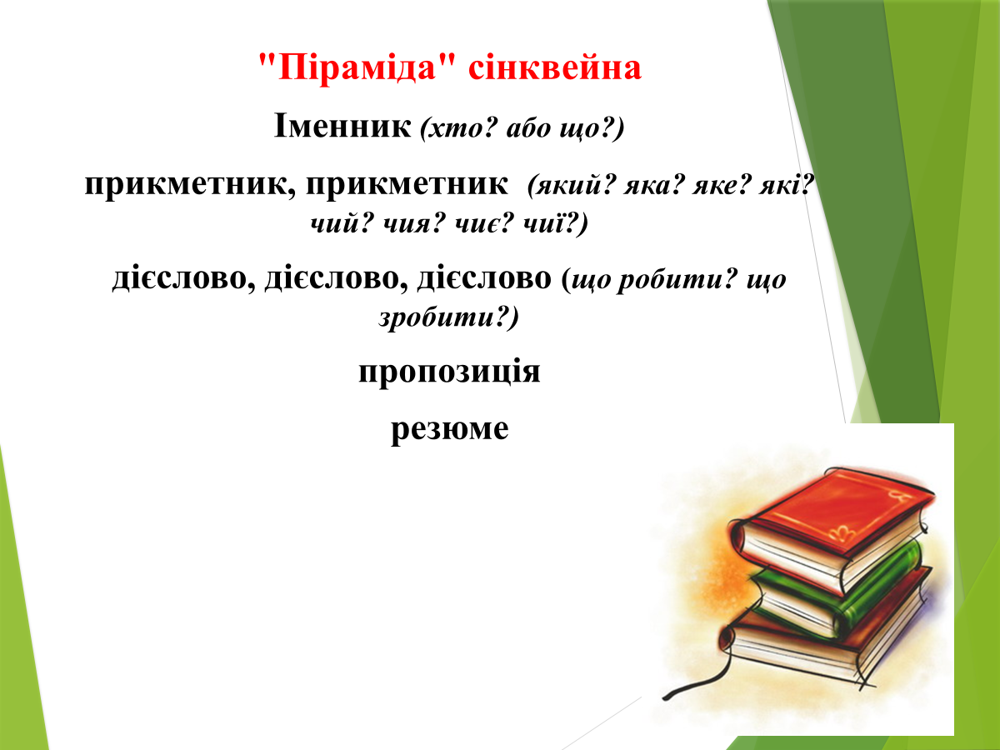 "Піраміда" сінквейна
Іменник (хто? або що?)
прикметник, прикметник (який? яка? яке? які?
чий? чия? чиє? чиї?)
дієслово, дієслово, дієслово (що робити? що
зробити?)
пропозиція
резюме